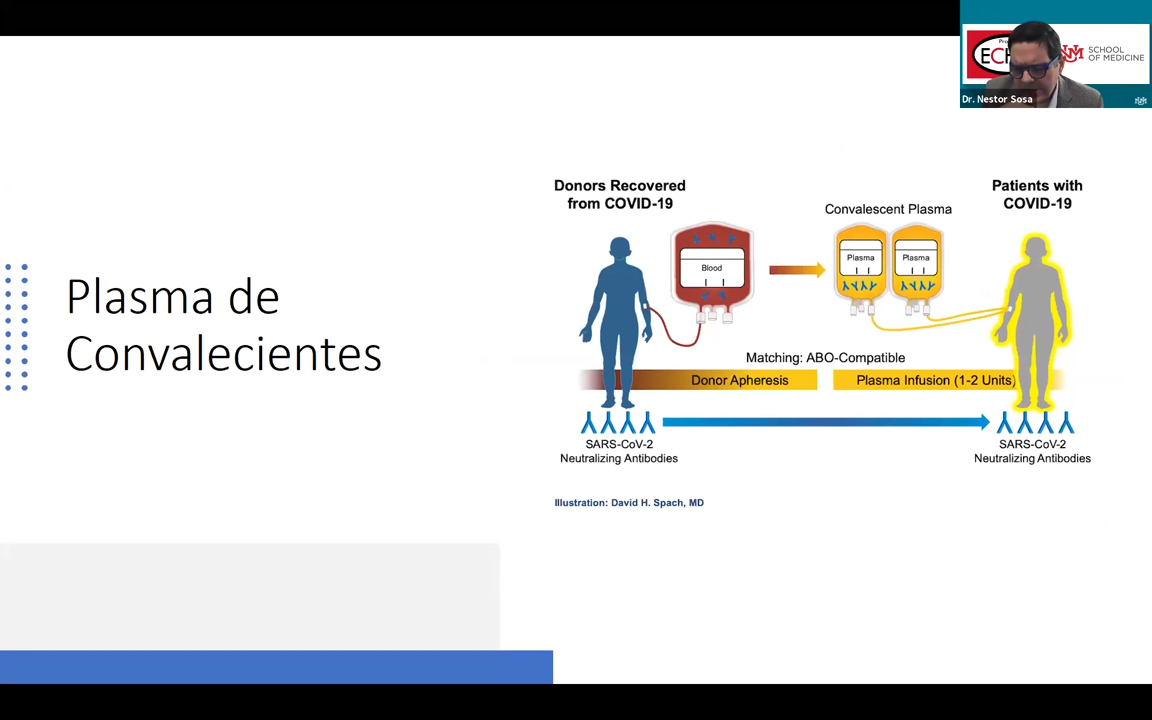 Plasma de
Convalecientes
Donors Recovered
from COVID-19
Blood
Convalescent Plasma
Plasma
Plasma
Patients with
COVID-19
Matching: ABO-Compatible
Donor Apheresis
Plasma Infusion (1-2 Units)
SARS-CoV-2
Neutralizing Antibodies
SARS-CoV-2
Neutralizing Antibodies
Illustration: David H. Spach, MD
SCHOOL
OF MEDICINE
Dr. Nestor Sosa